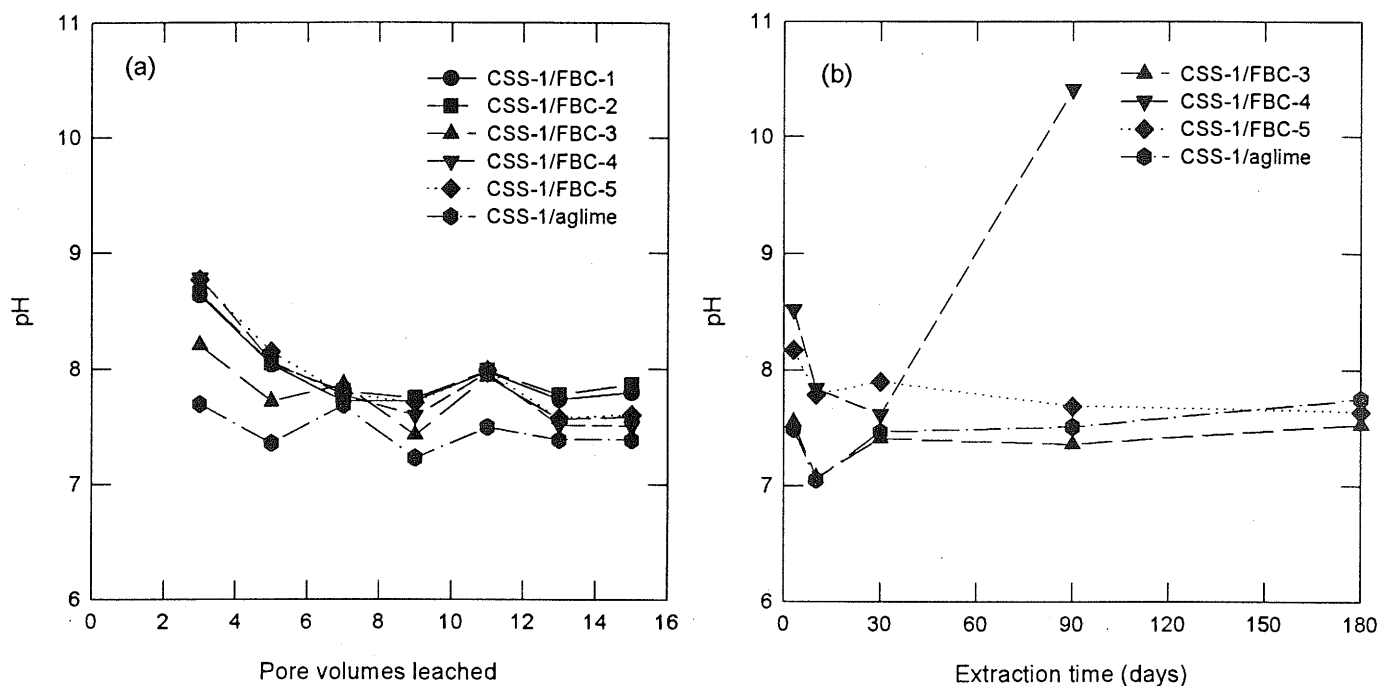 (a)
CSS-1/FBC-1
CSS-1/FBC-2
CSS-1/FBC-3
CSS-1/FBC-4
CSS-1/FBC-5
CSS-1/aglime
11
10
9
8
7
6
pH
0 2 4 6 8 10 12 14 16
Pore volumes leached
(b)
CSS-1/FBC-3
CSS-1/FBC-4
CSS-1/FBC-5
CSS-1/aglime
11
10
9
8
7
6
pH
0 30 60 90 120 150 180
Extraction time (days)